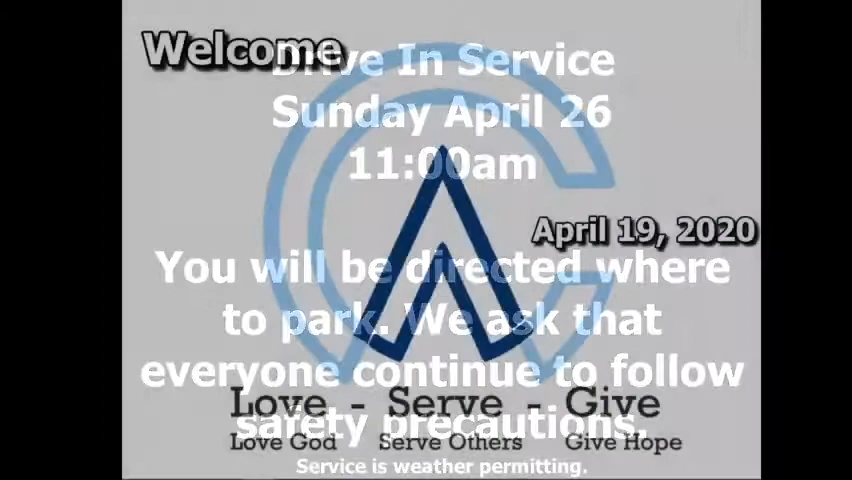 Welcome
Drive In Service
Sunday April 26
11:00am
April 19, 2020
You will be directed where
to park. We ask that
everyone continue to follow
safety precautions.
Love - Serve - Give
Love God Serve Others Give Hope
Service is weather permitting.